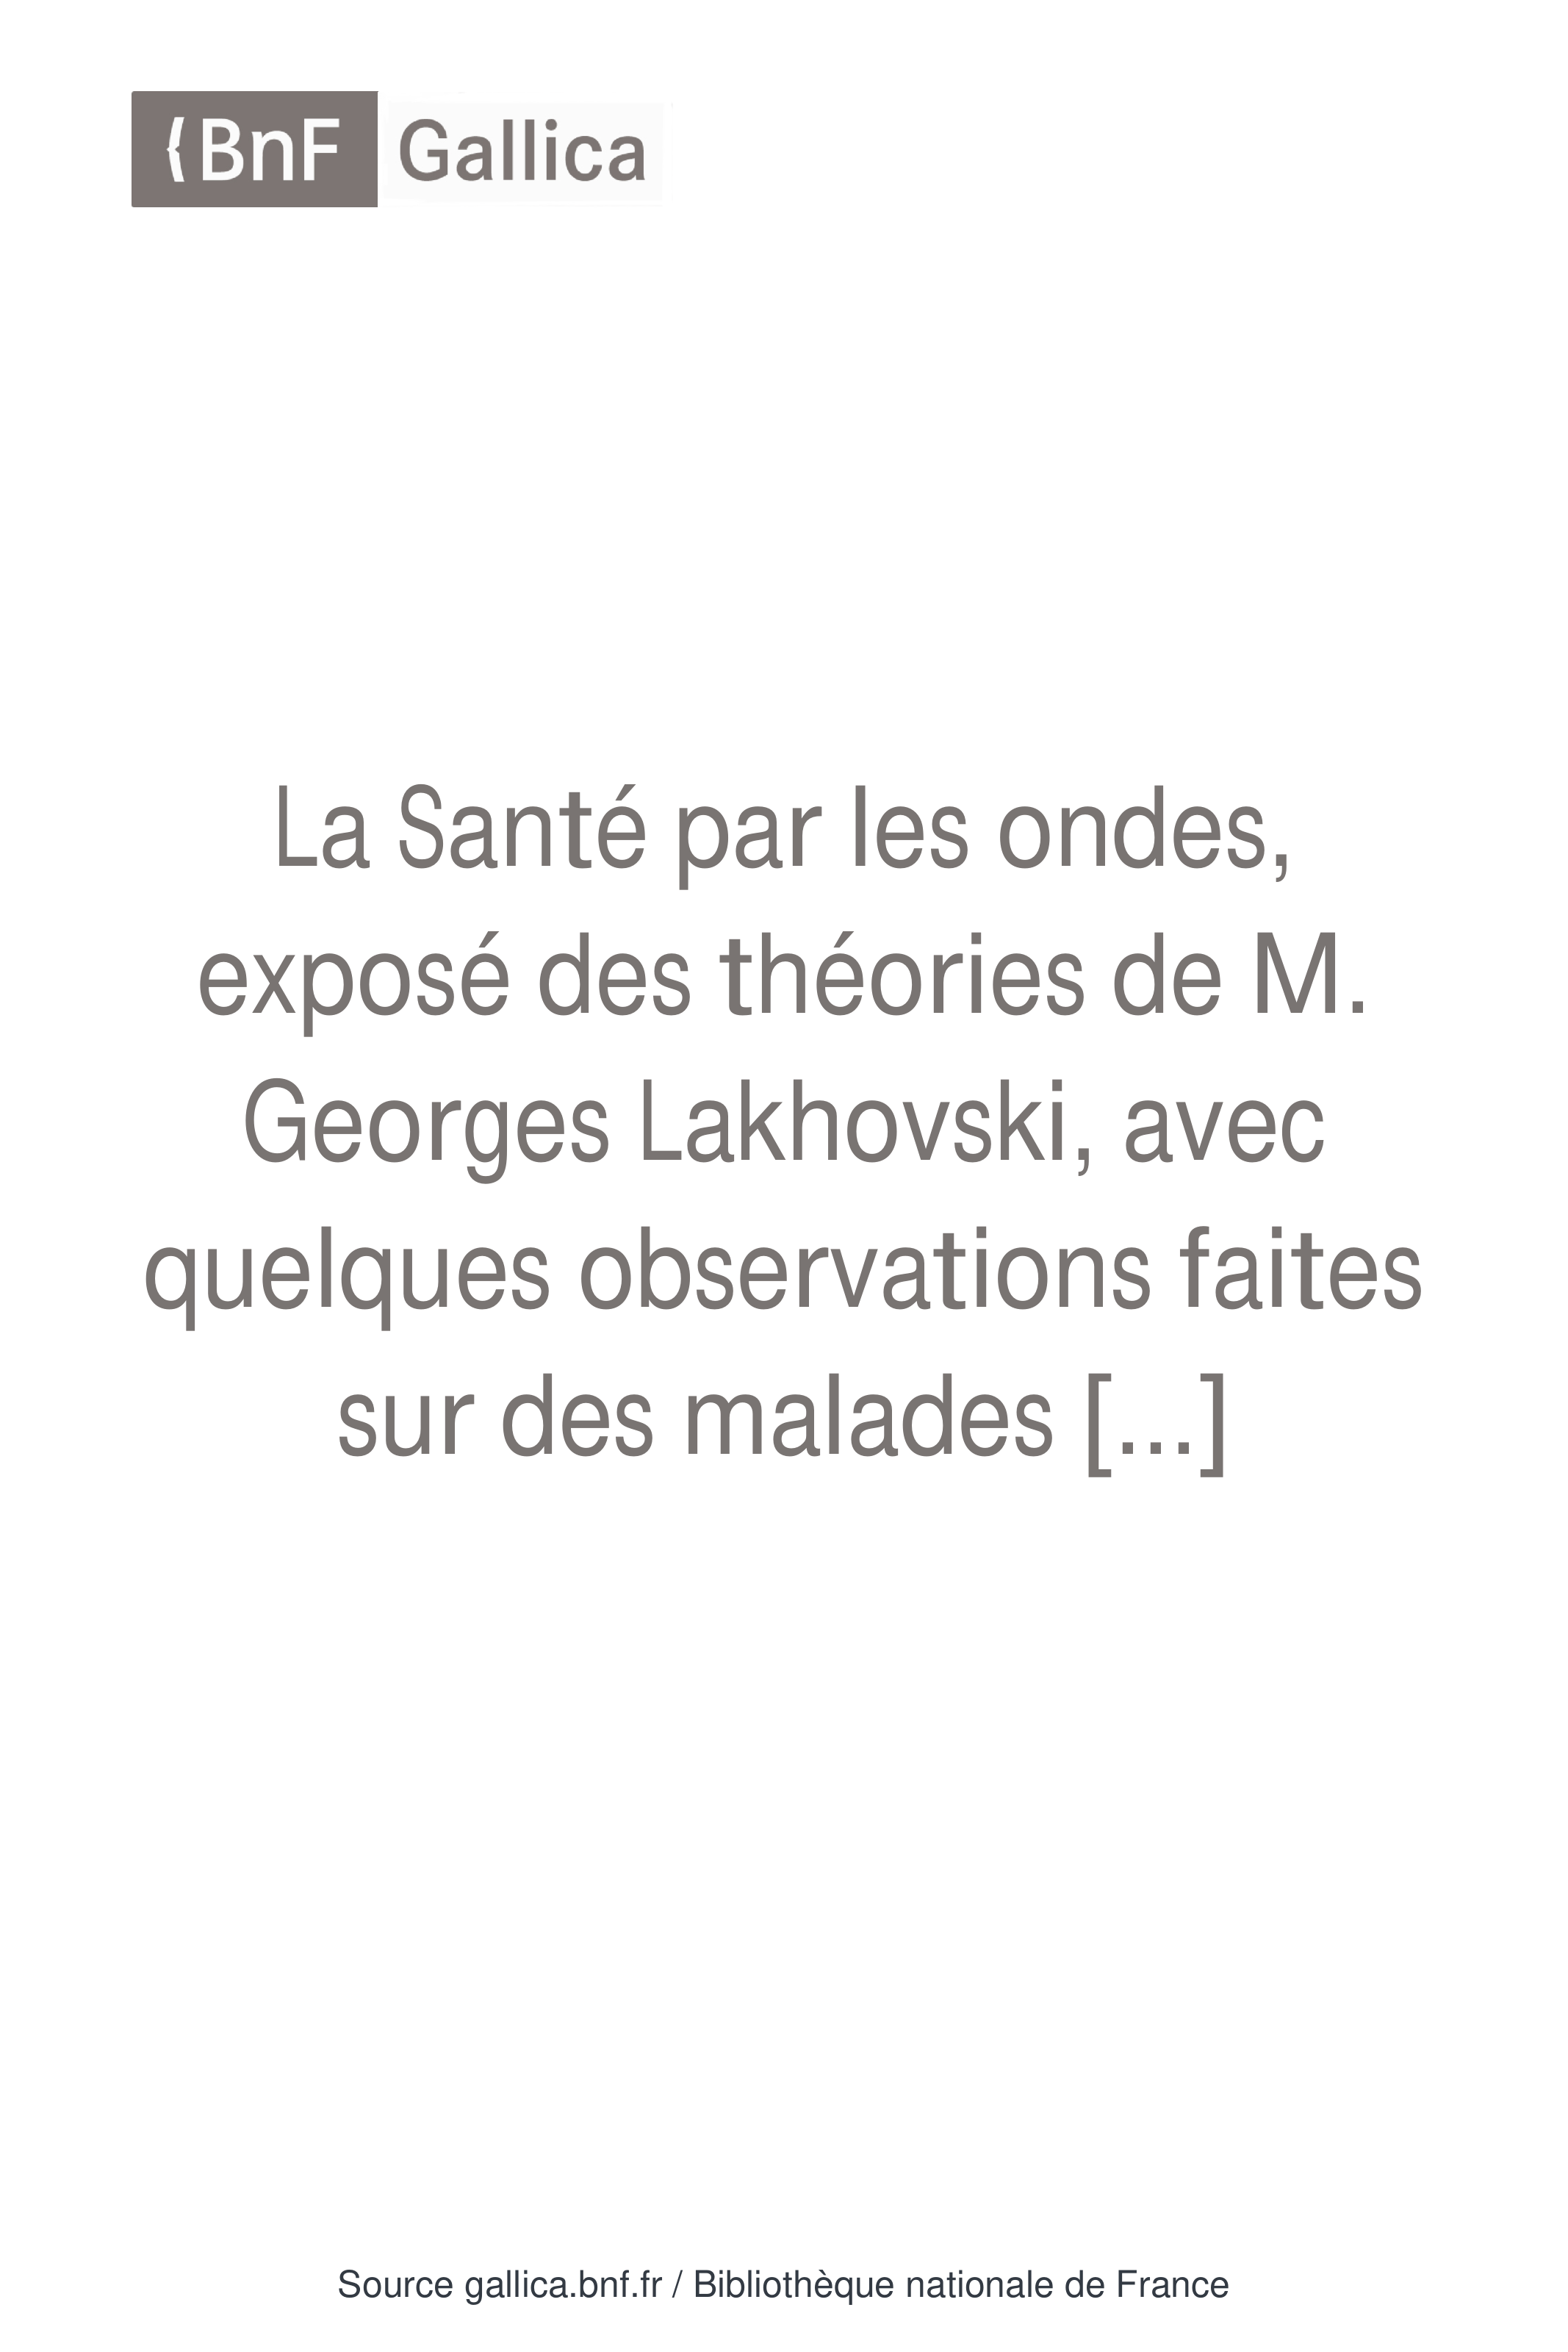 {BnF Gallica
La Santé par les ondes,
exposé des théories de M.
Georges Lakhovski, avec
quelques observations faites
sur des malades [...]
Source gallica.bnf.fr / Bibliothèque nationale de France